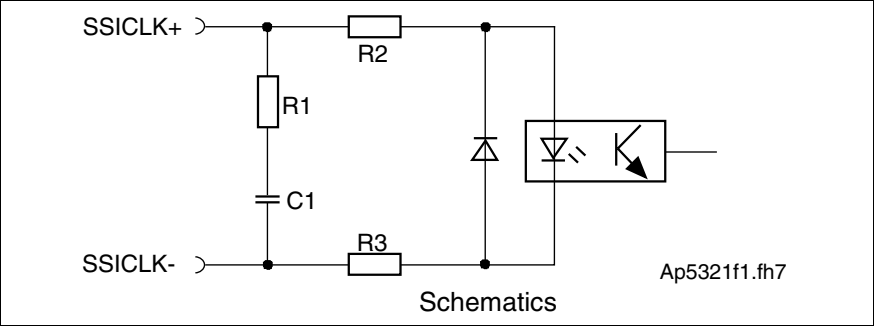 SSICLK+
R2
R1
C1
R3
SSICLK-
Ap5321f1.fh7
Schematics